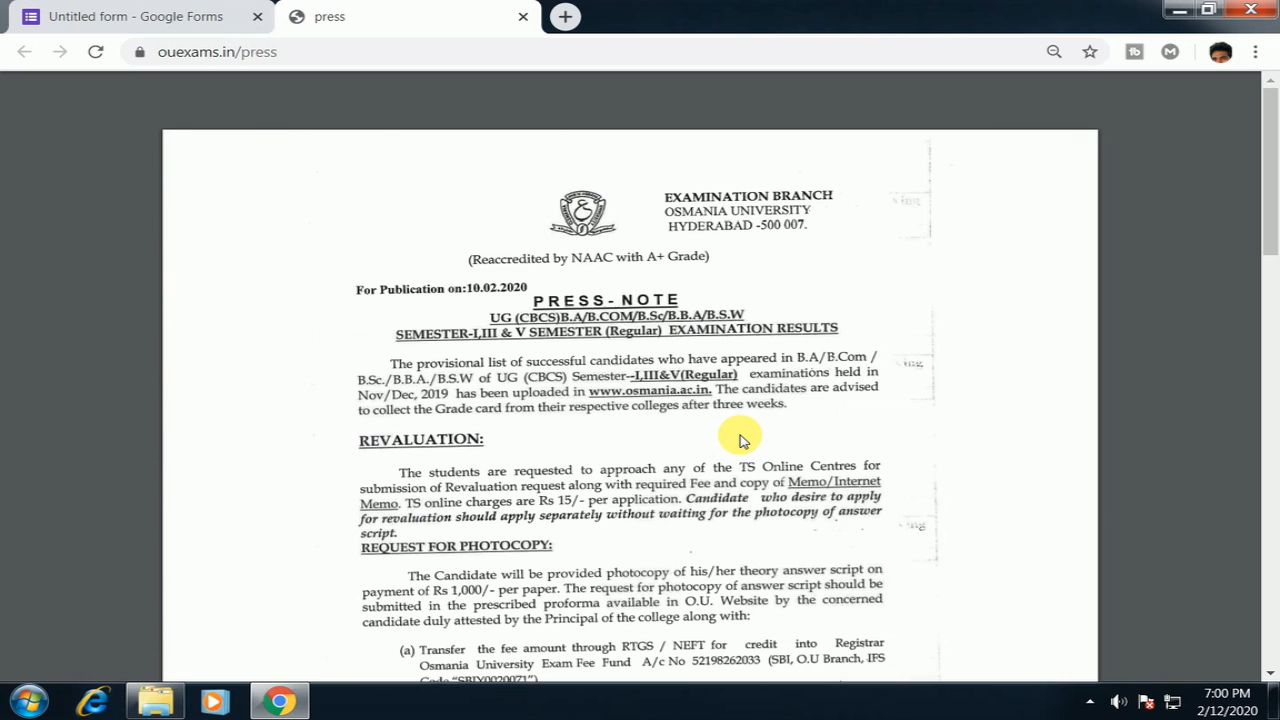 Untitled form - Google Forms
press
ouexams.in/press
EXAMINATION BRANCH
OSMANIA UNIVERSITY
HYDERABAD -500 007.
(Reaccredited by NAAC with A+ Grade)
For Publication on:10.02.2020
PRESS- NOTE
UG (CBCS)B.A/B.COM/B.Sc/B.B.A/B.S.W
SEMESTER-I,III & V SEMESTER (Regular) EXAMINATION RESULTS
The provisional list of successful candidates who have appeared in B.A/B.Com /
B.Sc./B.B.A./B.S.W of UG (CBCS) Semester--I,III&V(Regular) examinations held in
Nov/Dec, 2019 has been uploaded in www.osmania.ac.in. The candidates are advised
to collect the Grade card from their respective colleges after three weeks.
REVALUATION:
The students are requested to approach any of the TS Online Centres for
submission of Revaluation request along with required Fee and copy of Memo/Internet
Memo. TS online charges are Rs 15/- per application. Candidate who desire to apply
for revaluation should apply separately without waiting for the photocopy of answer
script.
REQUEST FOR PHOTOCOPY:
The Candidate will be provided photocopy of his/her theory answer script on
payment of Rs 1,000/- per paper. The request for photocopy of answer script should be
submitted in the prescribed proforma available in O.U. Website by the concerned
candidate duly attested by the Principal of the college along with:
(a) Transfer the fee amount through RTGS / NEFT for credit into Registrar
Osmania University Exam Fee Fund A/c No 52198262033 (SBI, O.U Branch, IFS
Code "SBIX0020071")
7:00 PM
2/12/2020